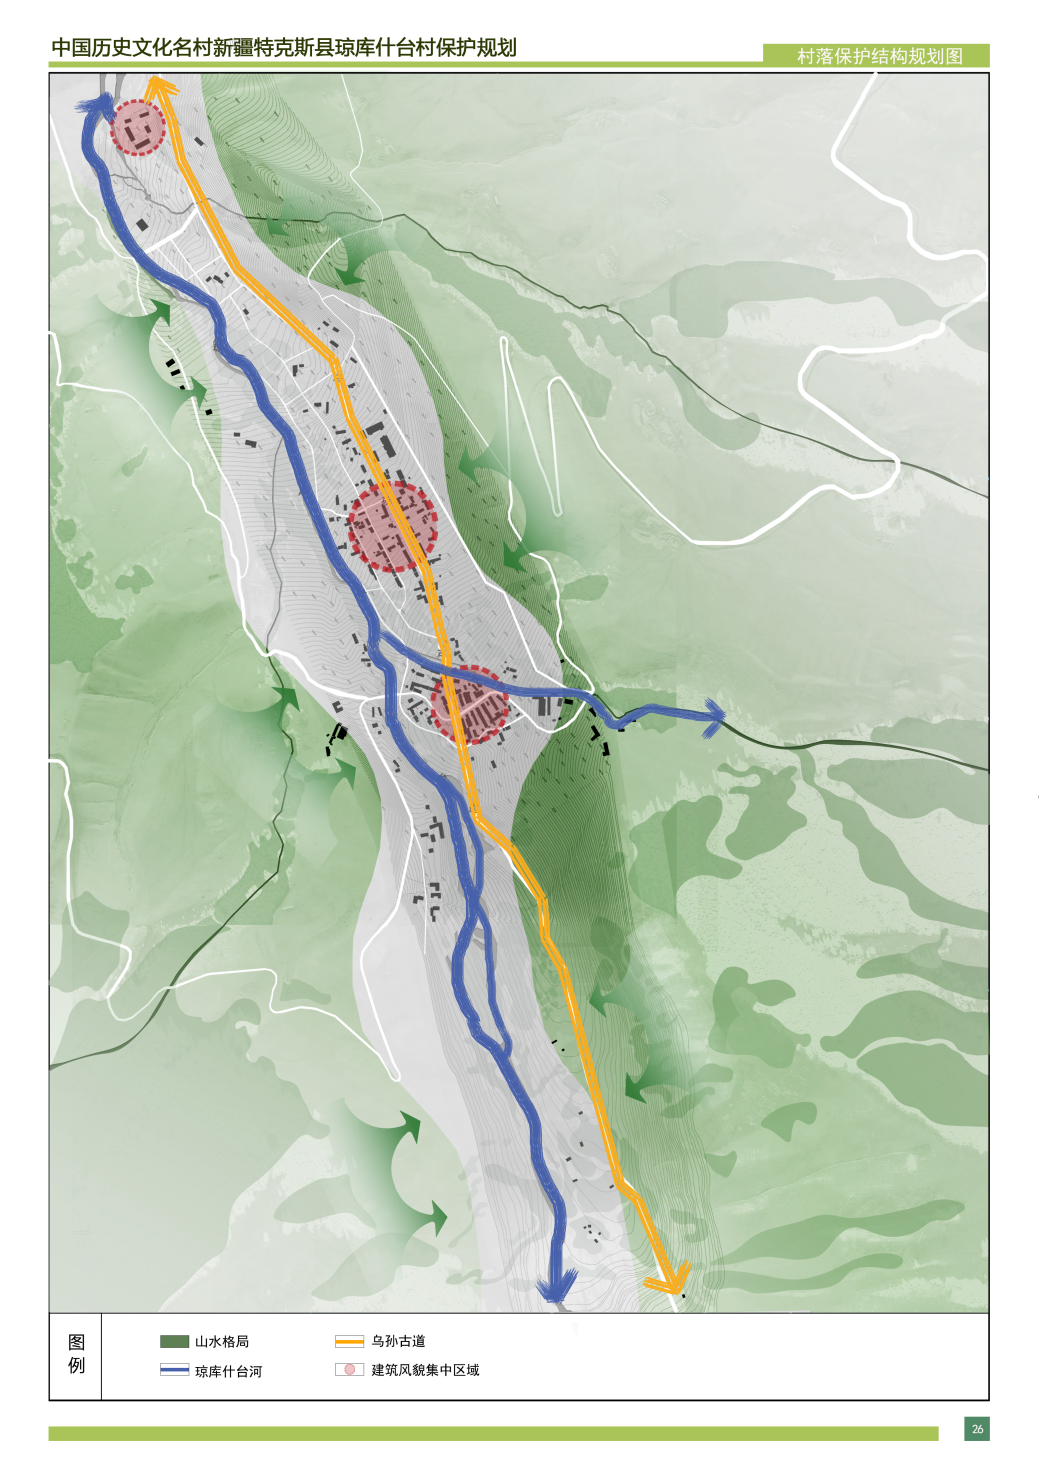 中国历史文化名村新疆特克斯县琼库什台村保护规划
村落保护结构规划图
图例
山水格局
乌孙古道
琼库什台河
建筑风貌集中区域
26